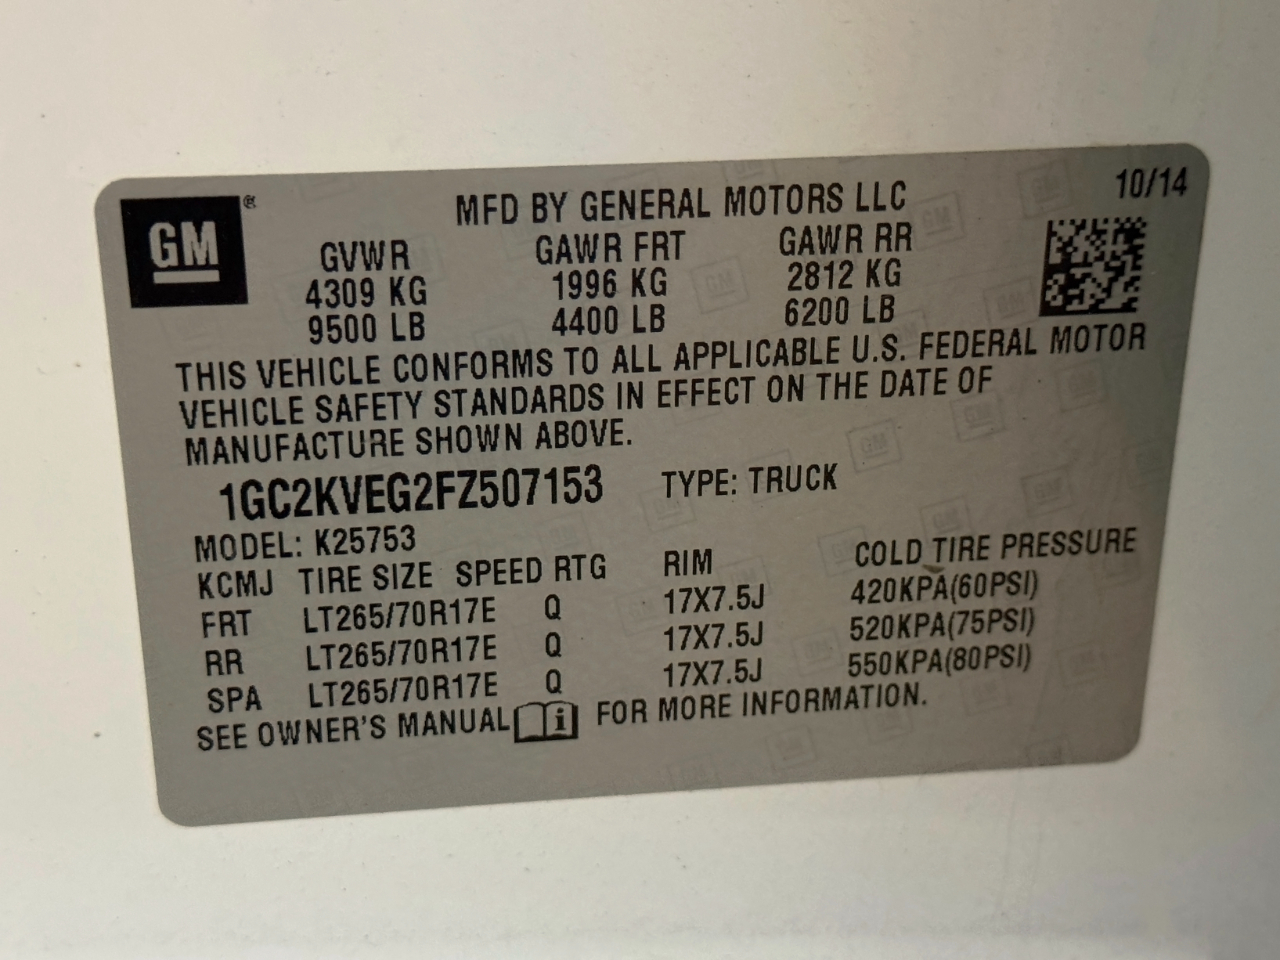 GM ® MFD BY GENERAL MOTORS LLC 10/14
GVWR GAWR FRT GAWR RR
4309 KG 1996 KG 2812 KG
9500 LB 4400 LB 6200 LB
THIS VEHICLE CONFORMS TO ALL APPLICABLE U.S. FEDERAL MOTOR
VEHICLE SAFETY STANDARDS IN EFFECT ON THE DATE OF
MANUFACTURE SHOWN ABOVE.
1GC2KVEG2FZ507153 TYPE: TRUCK
MODEL: K25753
KCMJ TIRE SIZE SPEED RTG RIM COLD TIRE PRESSURE
FRT LT265/70R17E Q 17X7.5J 420KPA(60PSI)
RR LT265/70R17E Q 17X7.5J 520KPA(75PSI)
SPA LT265/70R17E Q 17X7.5J 550KPA(80PSI)
SEE OWNER'S MANUAL i FOR MORE INFORMATION.